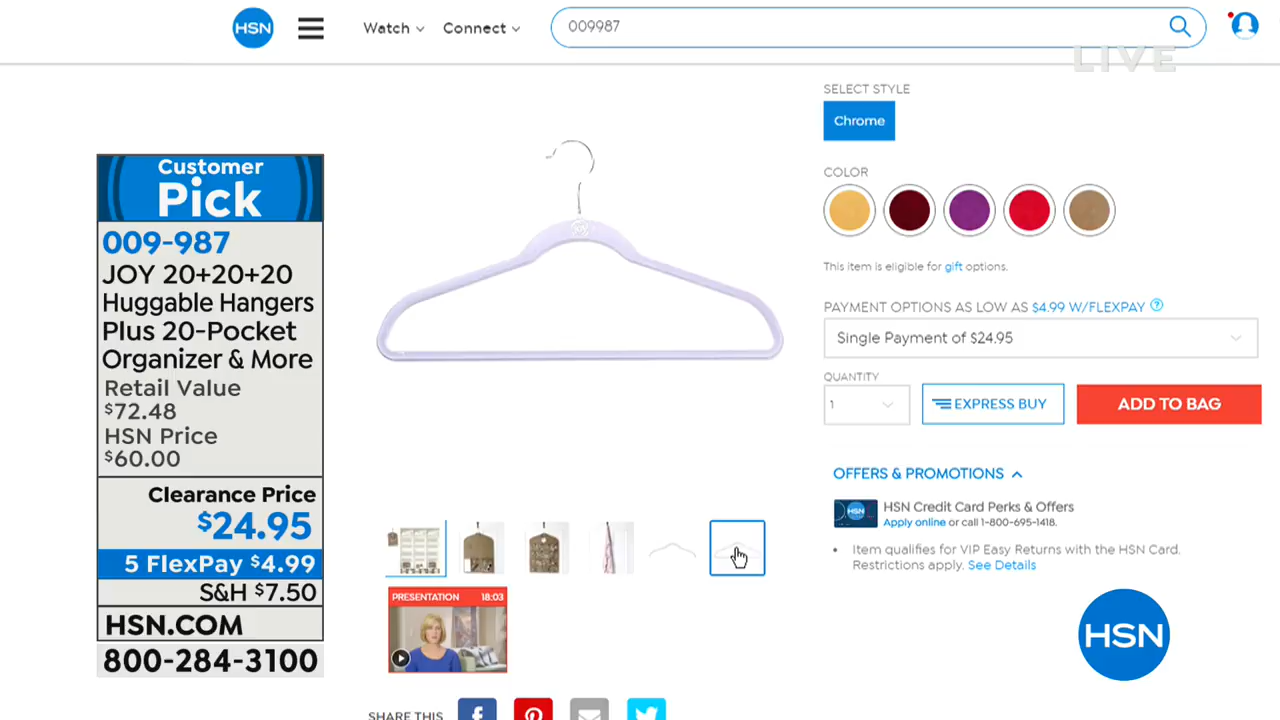 HSN
Watch
Connect
009987
LIVE
Customer
Pick
009-987
JOY 20+20+20
Huggable Hangers
Plus 20-Pocket
Organizer & More
Retail Value
$72.48
HSN Price
$60.00
Clearance Price
$24.95
5 FlexPay $4.99
S&H $7.50
HSN.COM
800-284-3100
SELECT STYLE
Chrome
COLOR
This item is eligible for gift options.
PAYMENT OPTIONS AS LOW AS $4.99 W/FLEXPAY ?
Single Payment of $24.95
QUANTITY
1
EXPRESS BUY
ADD TO BAG
OFFERS & PROMOTIONS
HSN
HSN Credit Card Perks & Offers
Apply online or call 1-800-695-1418.
• Item qualifies for VIP Easy Returns with the HSN Card.
Restrictions apply. See Details
PRESENTATION 18:03
HSN
SHARE THIS